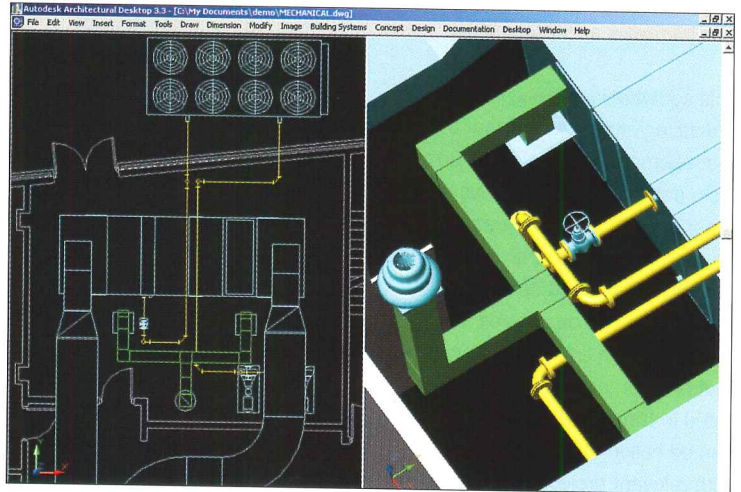 Autodesk Architectural Desktop 3.3 - [C:\My Documents\demo\MECHANICAL.dwg]
File Edit View Insert Format Tools Draw Dimension Modify Image Building Systems Concept Design Documentation Desktop Window Help